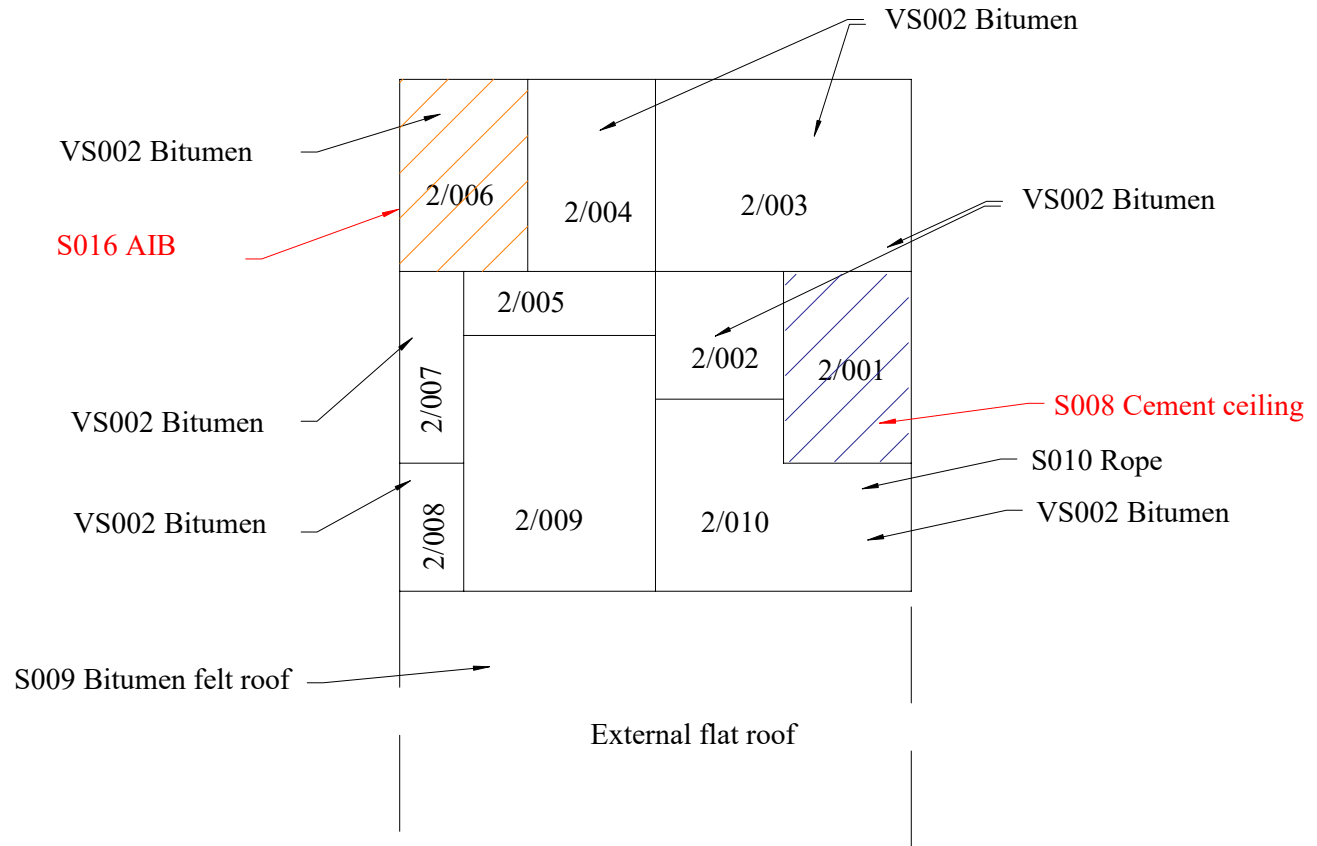 VS002 Bitumen
VS002 Bitumen
2/006
2/004
2/003
VS002 Bitumen
S016 AIB
2/005
2/002
2/001
2/007
S008 Cement ceiling
VS002 Bitumen
S010 Rope
VS002 Bitumen
2/008
2/009
2/010
VS002 Bitumen
S009 Bitumen felt roof
External flat roof